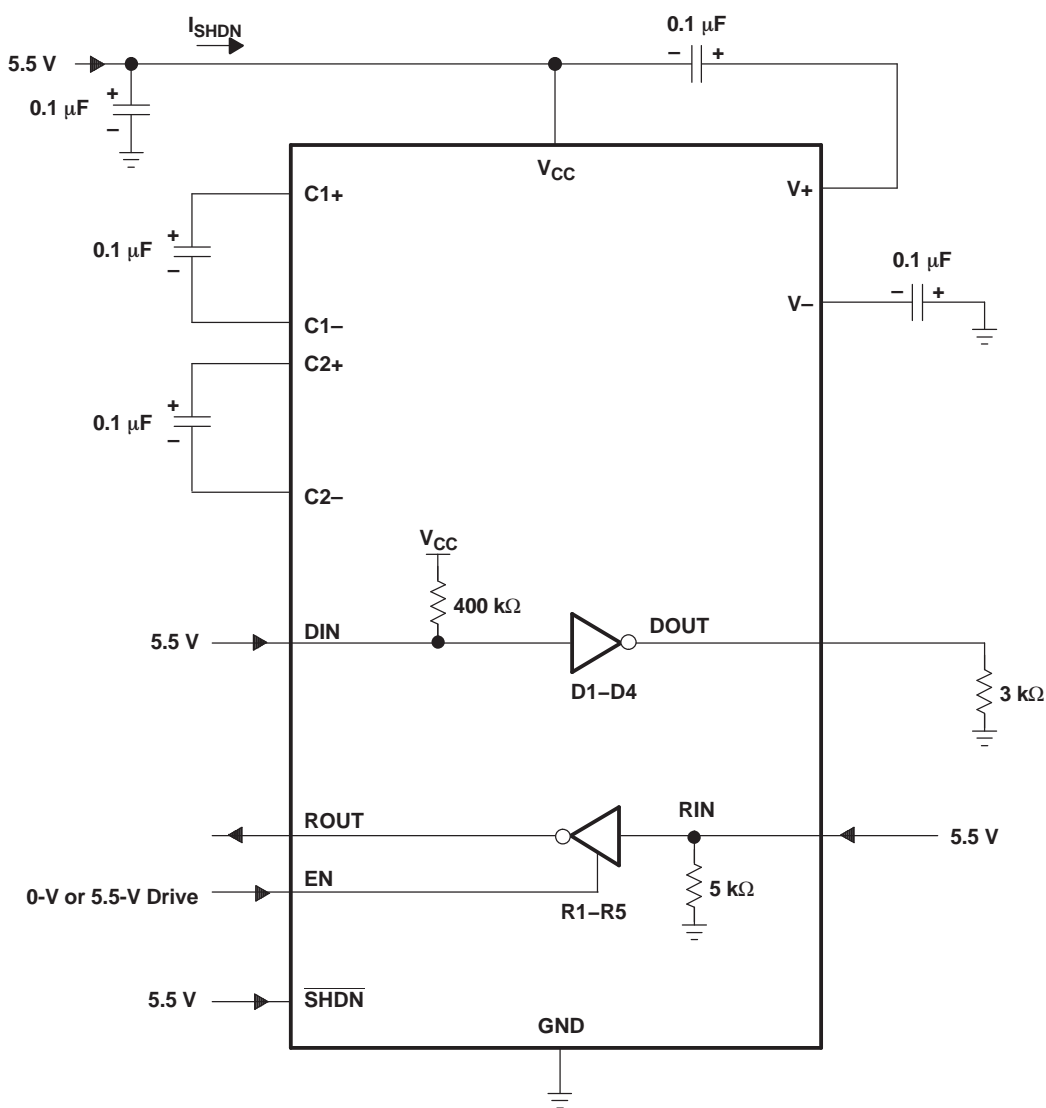 I_SHDN
0.1 μF
5.5 V
– +
+
0.1 μF
–
V_CC
C1+
V+
+
0.1 μF
–
0.1 μF
– +
V–
C1–
C2+
+
0.1 μF
–
C2–
V_CC
400 kΩ
5.5 V
DIN
DOUT
D1–D4
3 kΩ
ROUT
RIN
5.5 V
EN
0-V or 5.5-V Drive
5 kΩ
R1–R5
5.5 V
S̅H̅D̅N̅
GND